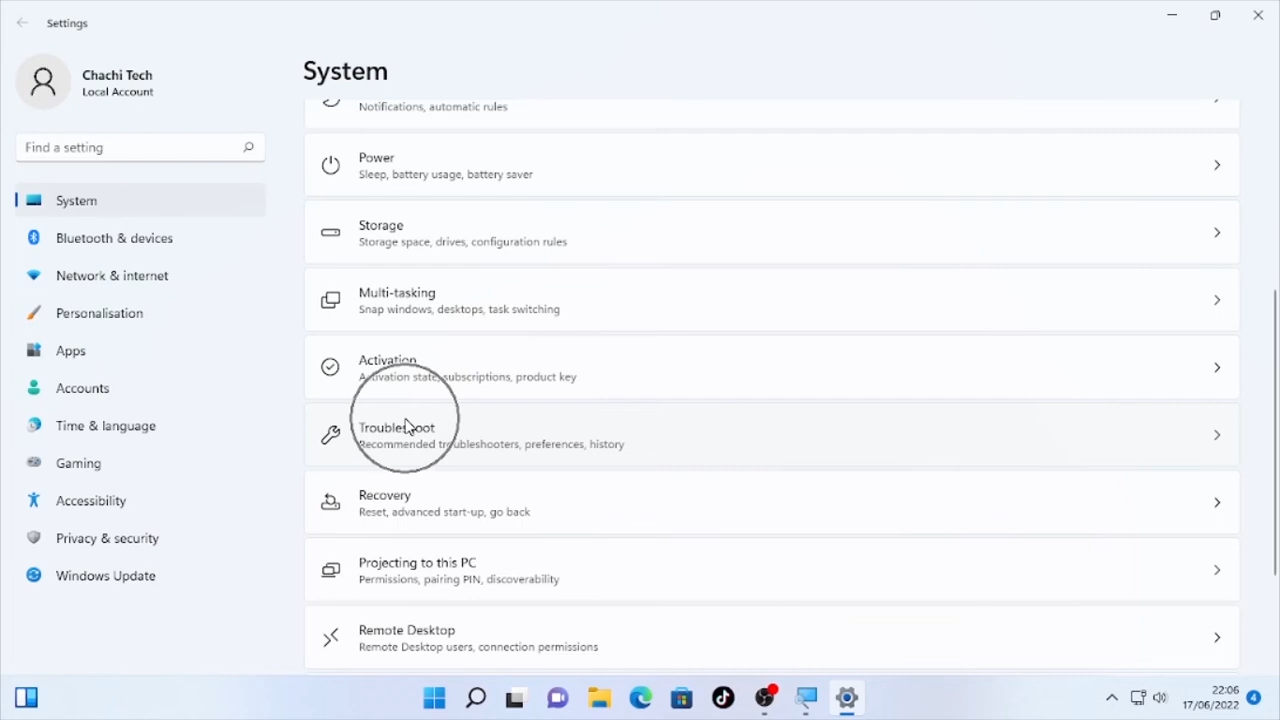 Settings
Chachi Tech
Local Account
Find a setting
System
Bluetooth & devices
Network & internet
Personalisation
Apps
Accounts
Time & language
Gaming
Accessibility
Privacy & security
Windows Update
System
Notifications, automatic rules
Power
Sleep, battery usage, battery saver
Storage
Storage space, drives, configuration rules
Multi-tasking
Snap windows, desktops, task switching
Activation
Activation state, subscriptions, product key
Troubleshoot
Recommended troubleshooters, preferences, history
Recovery
Reset, advanced start-up, go back
Projecting to this PC
Permissions, pairing PIN, discoverability
Remote Desktop
Remote Desktop users, connection permissions
22:06
17/06/2022
4